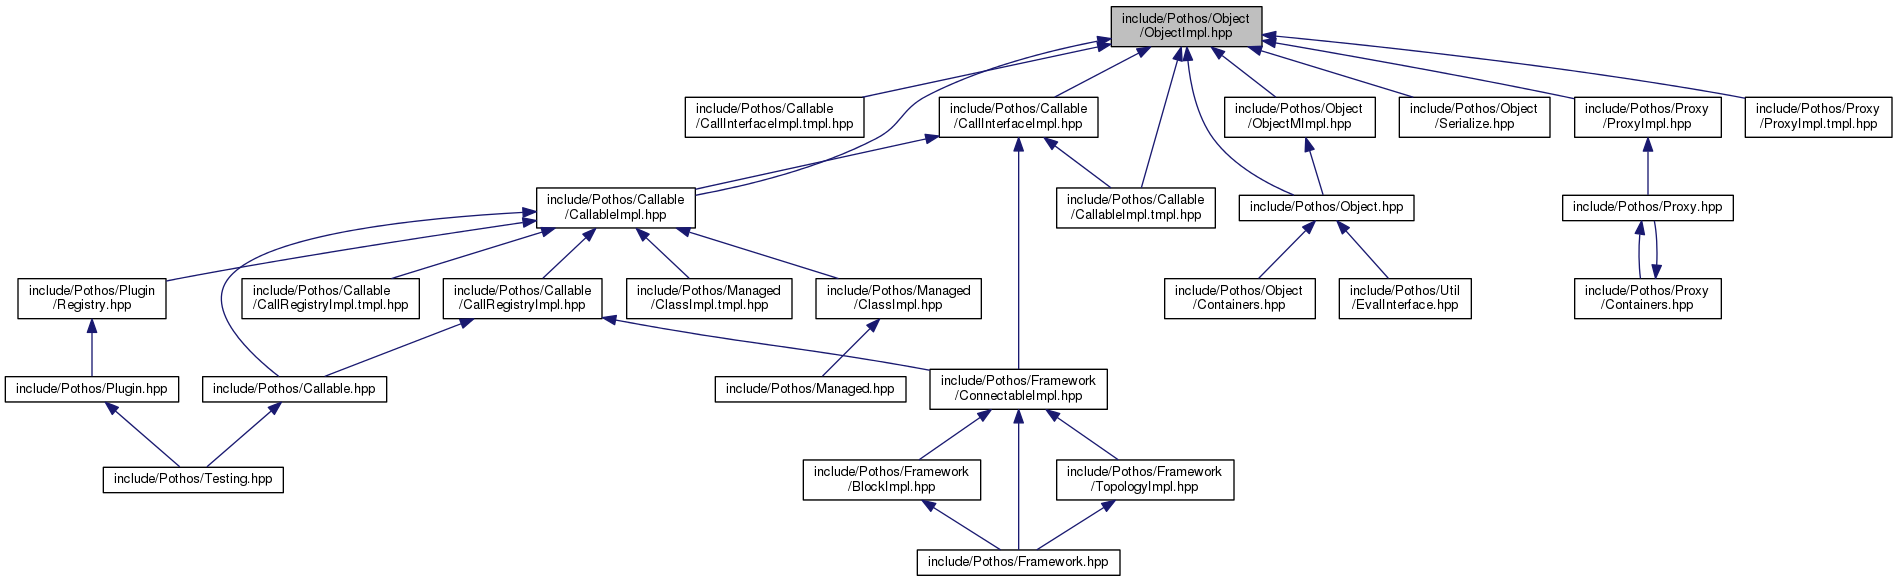 include/Pothos/Object
/ObjectImpl.hpp
include/Pothos/Callable
/CallInterfaceImpl.tmpl.hpp
include/Pothos/Callable
/CallInterfaceImpl.hpp
include/Pothos/Object
/ObjectMImpl.hpp
include/Pothos/Object
/Serialize.hpp
include/Pothos/Proxy
/ProxyImpl.hpp
include/Pothos/Proxy
/ProxyImpl.tmpl.hpp
include/Pothos/Callable
/CallableImpl.hpp
include/Pothos/Callable
/CallableImpl.tmpl.hpp
include/Pothos/Object.hpp
include/Pothos/Proxy.hpp
include/Pothos/Plugin
/Registry.hpp
include/Pothos/Callable
/CallRegistryImpl.tmpl.hpp
include/Pothos/Callable
/CallRegistryImpl.hpp
include/Pothos/Managed
/ClassImpl.tmpl.hpp
include/Pothos/Managed
/ClassImpl.hpp
include/Pothos/Object
/Containers.hpp
include/Pothos/Util
/EvalInterface.hpp
include/Pothos/Proxy
/Containers.hpp
include/Pothos/Plugin.hpp
include/Pothos/Callable.hpp
include/Pothos/Managed.hpp
include/Pothos/Framework
/ConnectableImpl.hpp
include/Pothos/Testing.hpp
include/Pothos/Framework
/BlockImpl.hpp
include/Pothos/Framework
/TopologyImpl.hpp
include/Pothos/Framework.hpp